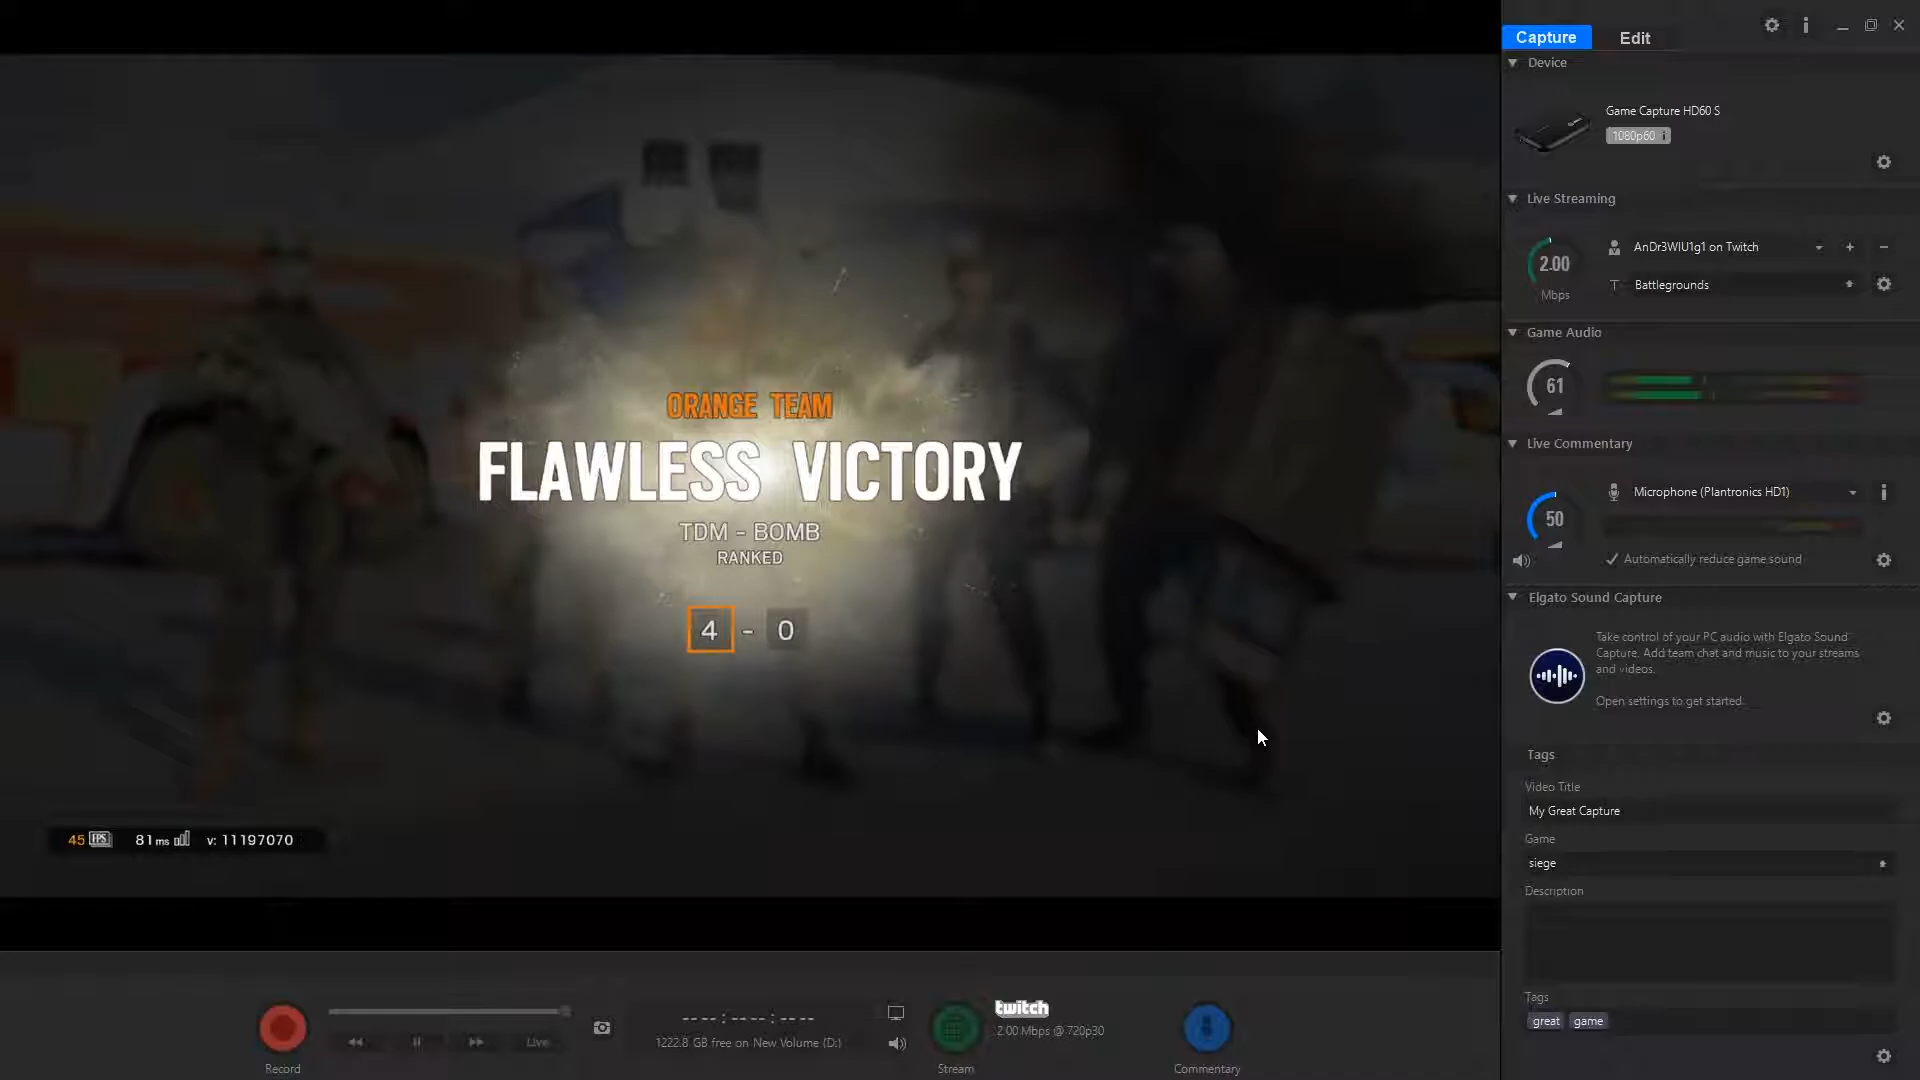 Capture
Edit
Device
Game Capture HD60 S
1080p60
Live Streaming
2.00
Mbps
AnDr3WIU1g1 on Twitch
T
Battlegrounds
Game Audio
61
Live Commentary
50
Microphone (Plantronics HD1)
Automatically reduce game sound
Elgato Sound Capture
Take control of your PC audio with Elgato Sound
Capture. Add team chat and music to your streams
and videos.
Open settings to get started.
Tags
Video Title
My Great Capture
Game
siege
Description
Tags
great game
ORANGE TEAM
FLAWLESS VICTORY
TDM - BOMB
RANKED
4 - 0
45 FPS 81 ms v: 11197070
Record
Live
-- -- : -- -- : -- --
1222.8 GB free on New Volume (D:)
Stream
twitch
2.00 Mbps @ 720p30
Commentary